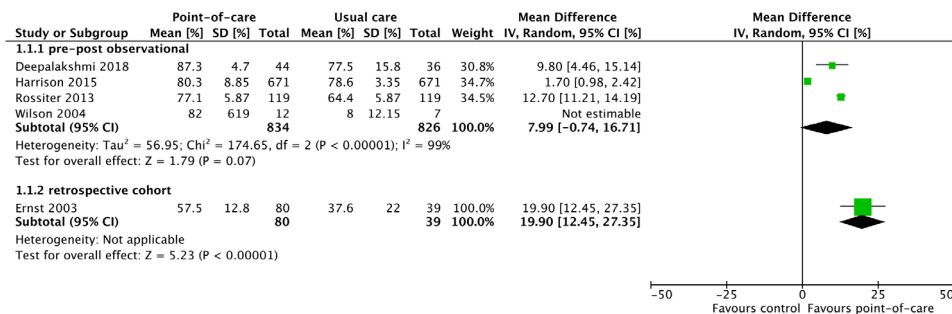 Point-of-care Usual care Mean Difference Mean Difference
Study or Subgroup Mean [%] SD [%] Total Mean [%] SD [%] Total Weight IV, Random, 95% CI [%] IV, Random, 95% CI [%]
1.1.1 pre-post observational
Deepalakshmi 2018 87.3 4.7 44 77.5 15.8 36 30.8% 9.80 [4.46, 15.14]
Harrison 2015 80.3 8.85 671 78.6 3.35 671 34.7% 1.70 [0.98, 2.42]
Rossiter 2013 77.1 5.87 119 64.4 5.87 119 34.5% 12.70 [11.21, 14.19]
Wilson 2004 82 619 12 8 12.15 7 Not estimable
Subtotal (95% CI) 834 826 100.0% 7.99 [-0.74, 16.71]
Heterogeneity: Tau² = 56.95; Chi² = 174.65, df = 2 (P < 0.00001); I² = 99%
Test for overall effect: Z = 1.79 (P = 0.07)
1.1.2 retrospective cohort
Ernst 2003 57.5 12.8 80 37.6 22 39 100.0% 19.90 [12.45, 27.35]
Subtotal (95% CI) 80 39 100.0% 19.90 [12.45, 27.35]
Heterogeneity: Not applicable
Test for overall effect: Z = 5.23 (P < 0.00001)
-50 -25 0 25 50
Favours control Favours point-of-care